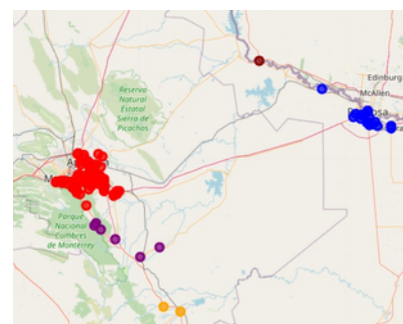 Edinburg
McAllen
Reserva
Natural
Estatal
Sierra de
Picachos
Parque
Nacional
Cumbres
de Monterrey